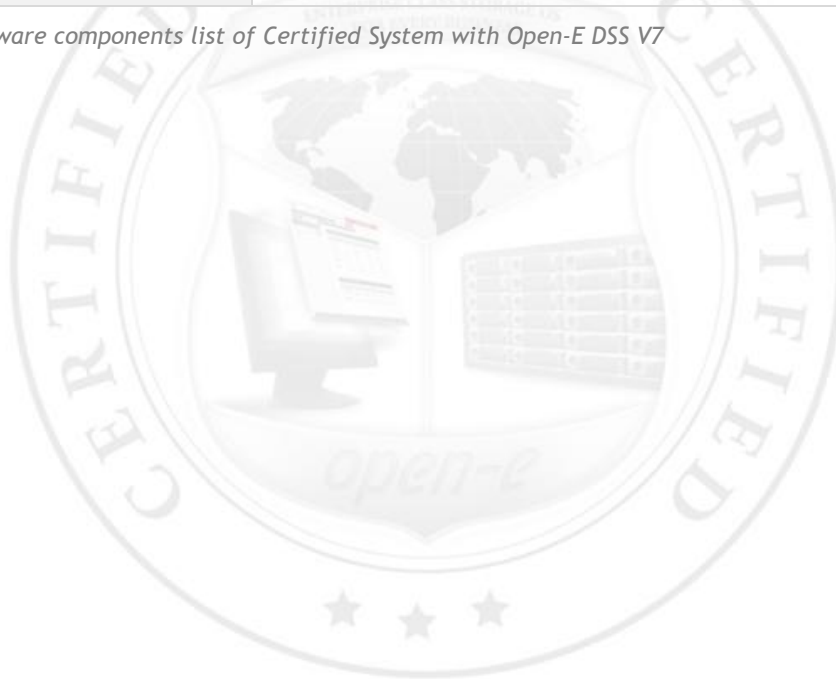 ware components list of Certified System with Open-E DSS V7
CERTIFIED
CERTIFIED
open-e